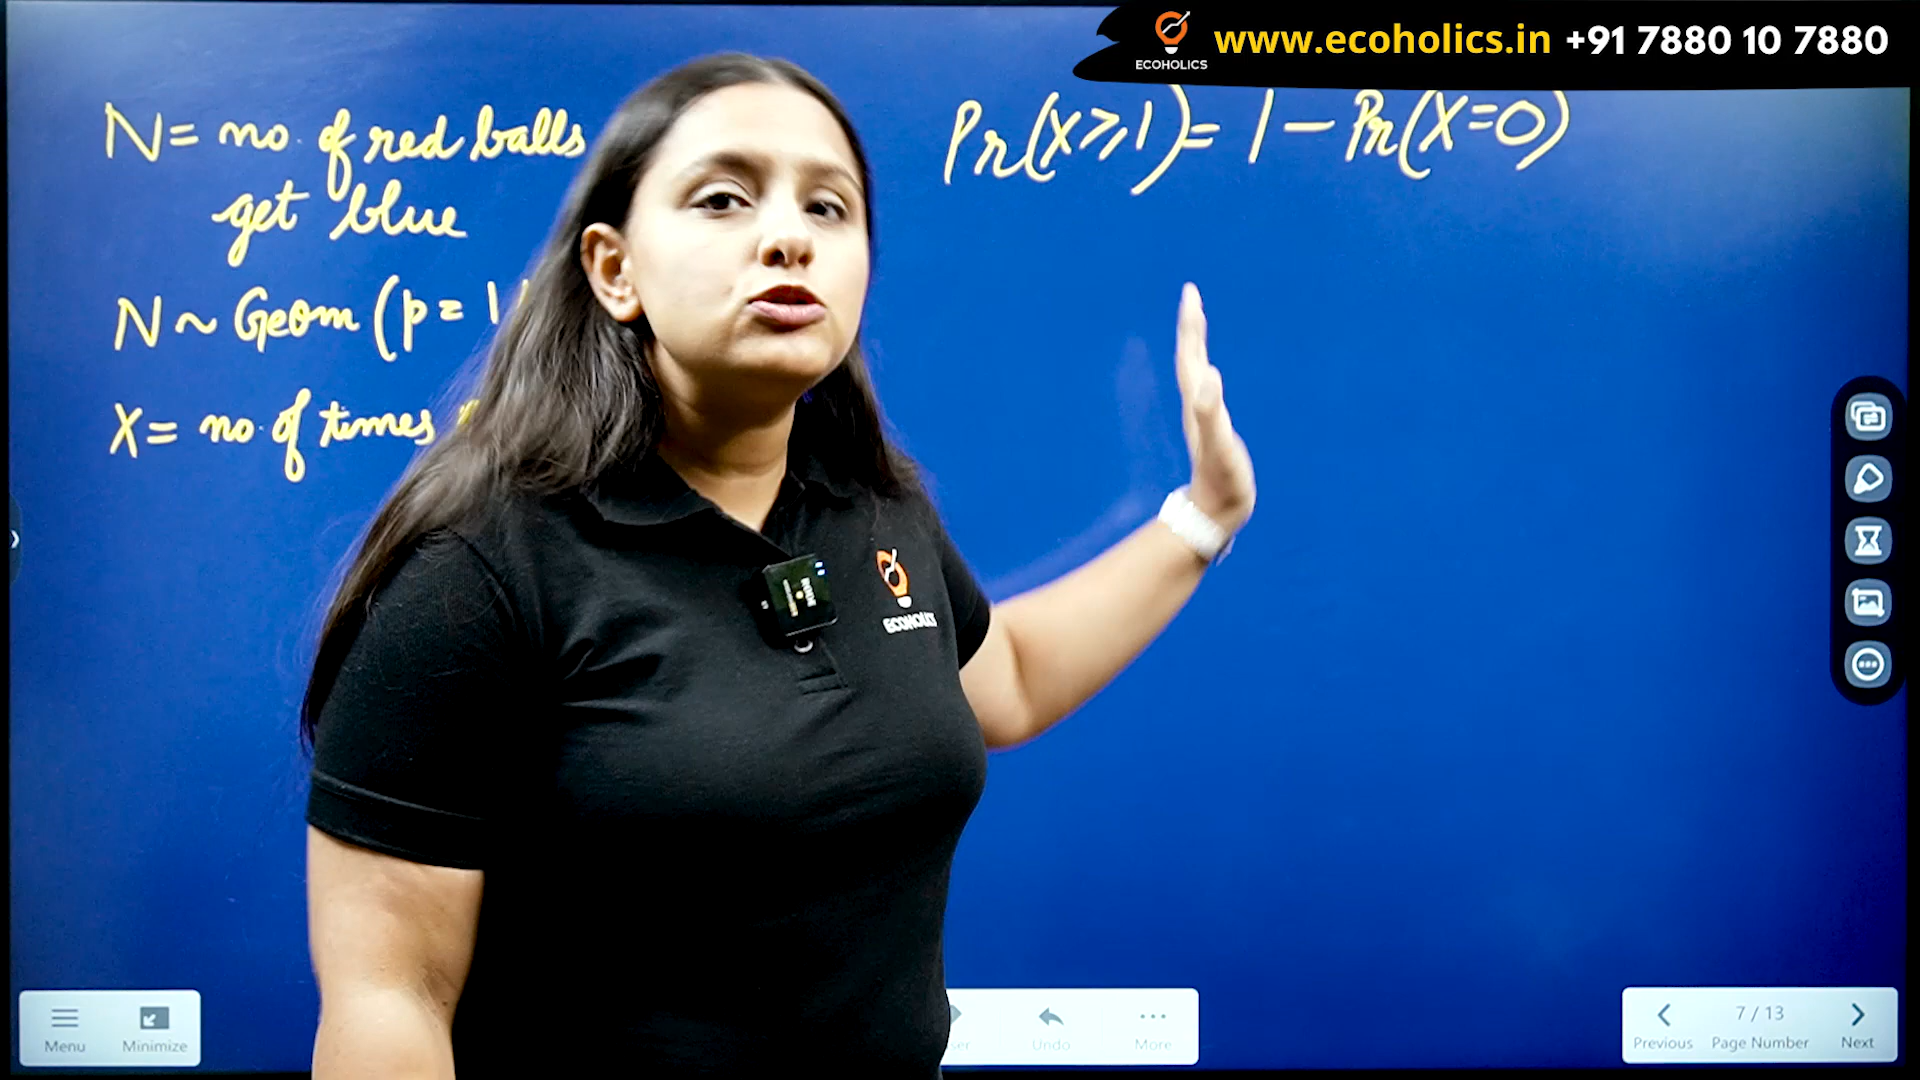 ECOHOLICS
www.ecoholics.in +91 7880 10 7880
N = no. of red balls
get blue
N ~ Geom (p = 1
X = no. of times
Pr(X ≥ 1) = 1 - Pr(X=0)
ECOHOLICS
Menu
Minimize
Undo
More
7 / 13
Previous
Page Number
Next